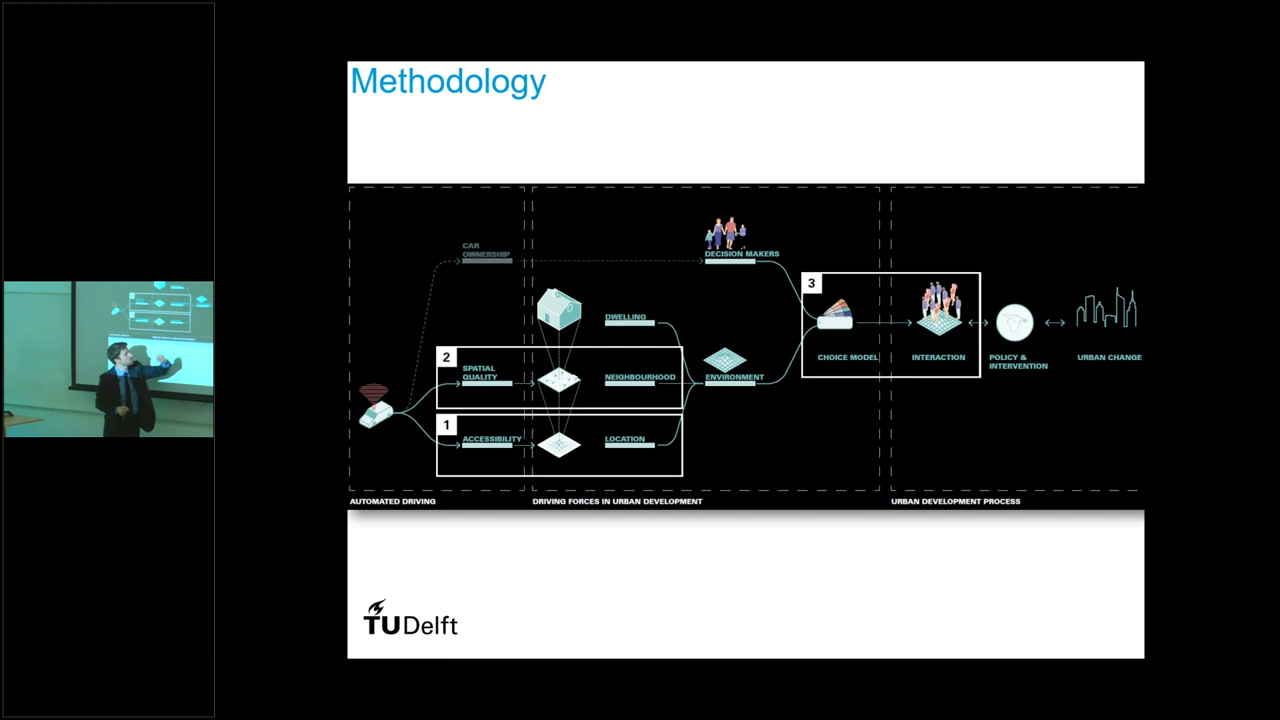 Methodology
CAR
OWNERSHIP
DECISION MAKERS
3
DWELLING
CHOICE MODEL
INTERACTION
POLICY &
INTERVENTION
URBAN CHANGE
2
SPATIAL
QUALITY
NEIGHBOURHOOD
ENVIRONMENT
1
ACCESSIBILITY
LOCATION
AUTOMATED DRIVING
DRIVING FORCES IN URBAN DEVELOPMENT
URBAN DEVELOPMENT PROCESS
TUDelft